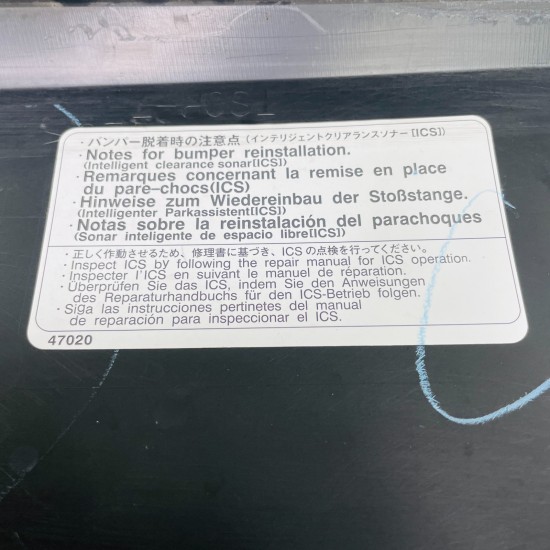 ・バンパー脱着時の注意点(インテリジェントクリアランスソナー[ICS])
・Notes for bumper reinstallation.
(Intelligent clearance sonar[ICS])
・Remarques concernant la remise en place
du pare-chocs(ICS)
・Hinweise zum Wiedereinbau der Stoßstange.
(Intelligenter Parkassistent[ICS])
・Notas sobre la reinstalación del parachoques
(Sonar inteligente de espacio libre[ICS])
・正しく作動させるため、修理書に基づき、ICSの点検を行ってください。
・Inspect ICS by following the repair manual for ICS operation.
・Inspecter I'ICS en suivant le manuel de réparation.
・Überprüfen Sie das ICS, indem Sie den Anweisungen
des Reparaturhandbuchs für den ICS-Betrieb folgen.
・Siga las instrucciones pertinetes del manual
de reparación para inspeccionar el ICS.
47020